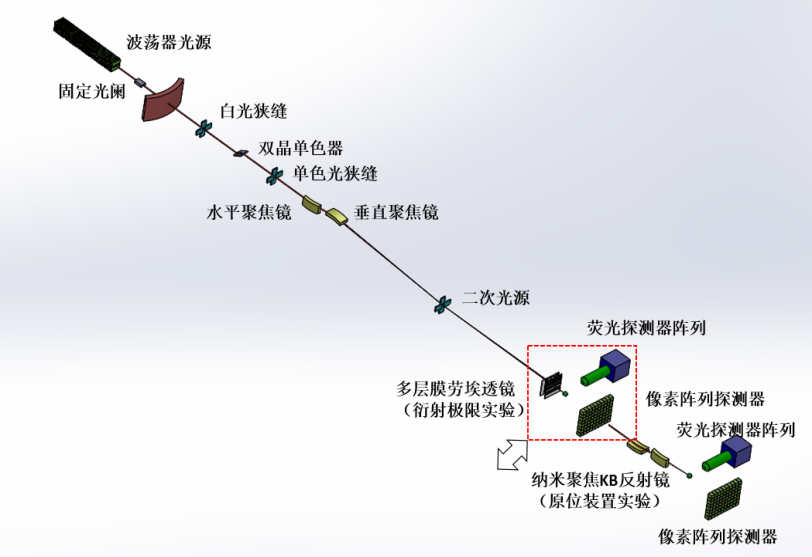 波荡器光源
固定光阑
白光狭缝
双晶单色器
单色光狭缝
水平聚焦镜
垂直聚焦镜
二次光源
荧光探测器阵列
多层膜劳埃透镜
（衍射极限实验）
像素阵列探测器
荧光探测器阵列
纳米聚焦KB反射镜
（原位装置实验）
像素阵列探测器